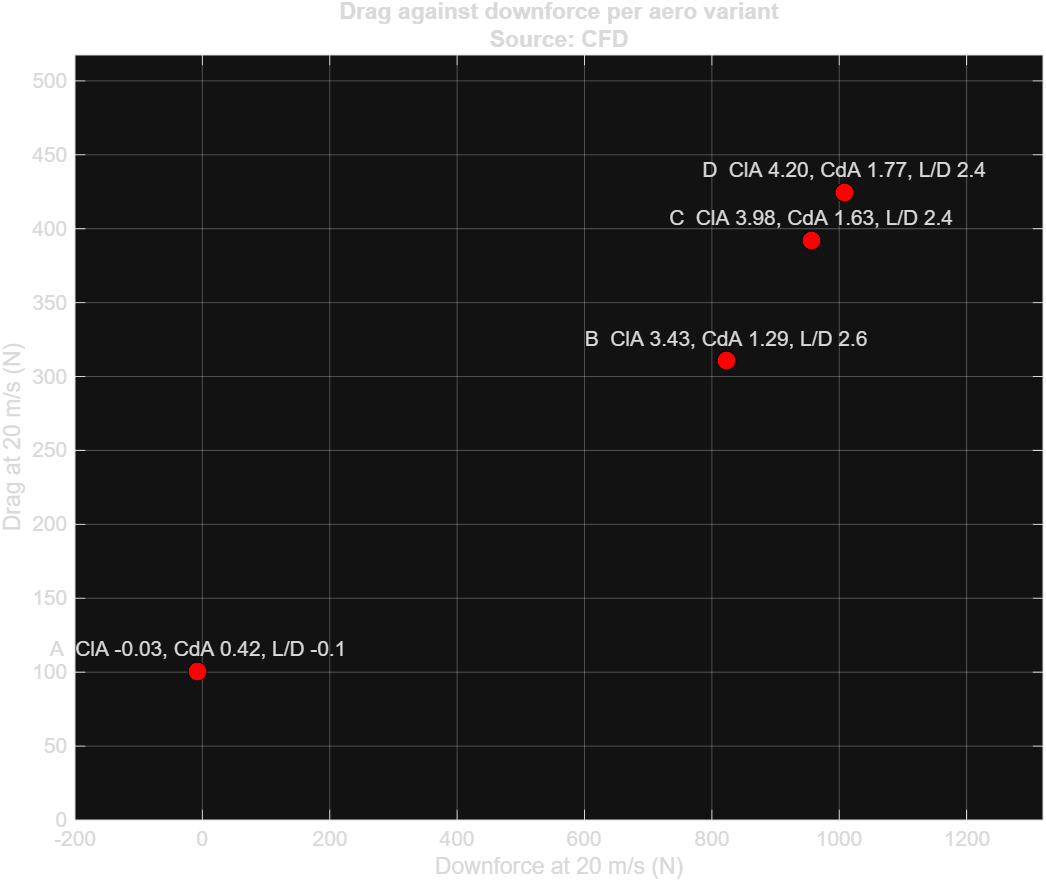 Drag against downforce per aero variant
Source: CFD
500
450
D ClA 4.20, CdA 1.77, L/D 2.4
C ClA 3.98, CdA 1.63, L/D 2.4
400
350
B ClA 3.43, CdA 1.29, L/D 2.6
300
250
200
150
A ClA -0.03, CdA 0.42, L/D -0.1
100
50
0
Drag at 20 m/s (N)
-200 0 200 400 600 800 1000 1200
Downforce at 20 m/s (N)